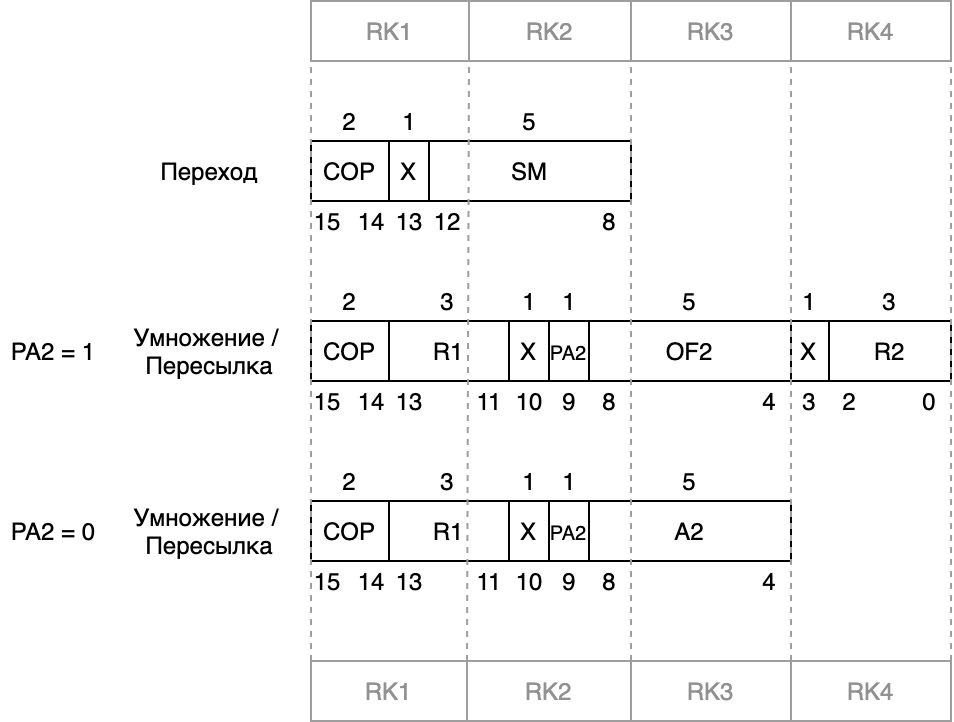 RK1 RK2 RK3 RK4
2 1 5
Переход COP X SM
15 14 13 12 8
2 3 1 1 5 1 3
PA2 = 1 Умножение / Пересылка COP R1 X PA2 OF2 X R2
15 14 13 11 10 9 8 4 3 2 0
2 3 1 1 5
PA2 = 0 Умножение / Пересылка COP R1 X PA2 A2
15 14 13 11 10 9 8 4
RK1 RK2 RK3 RK4